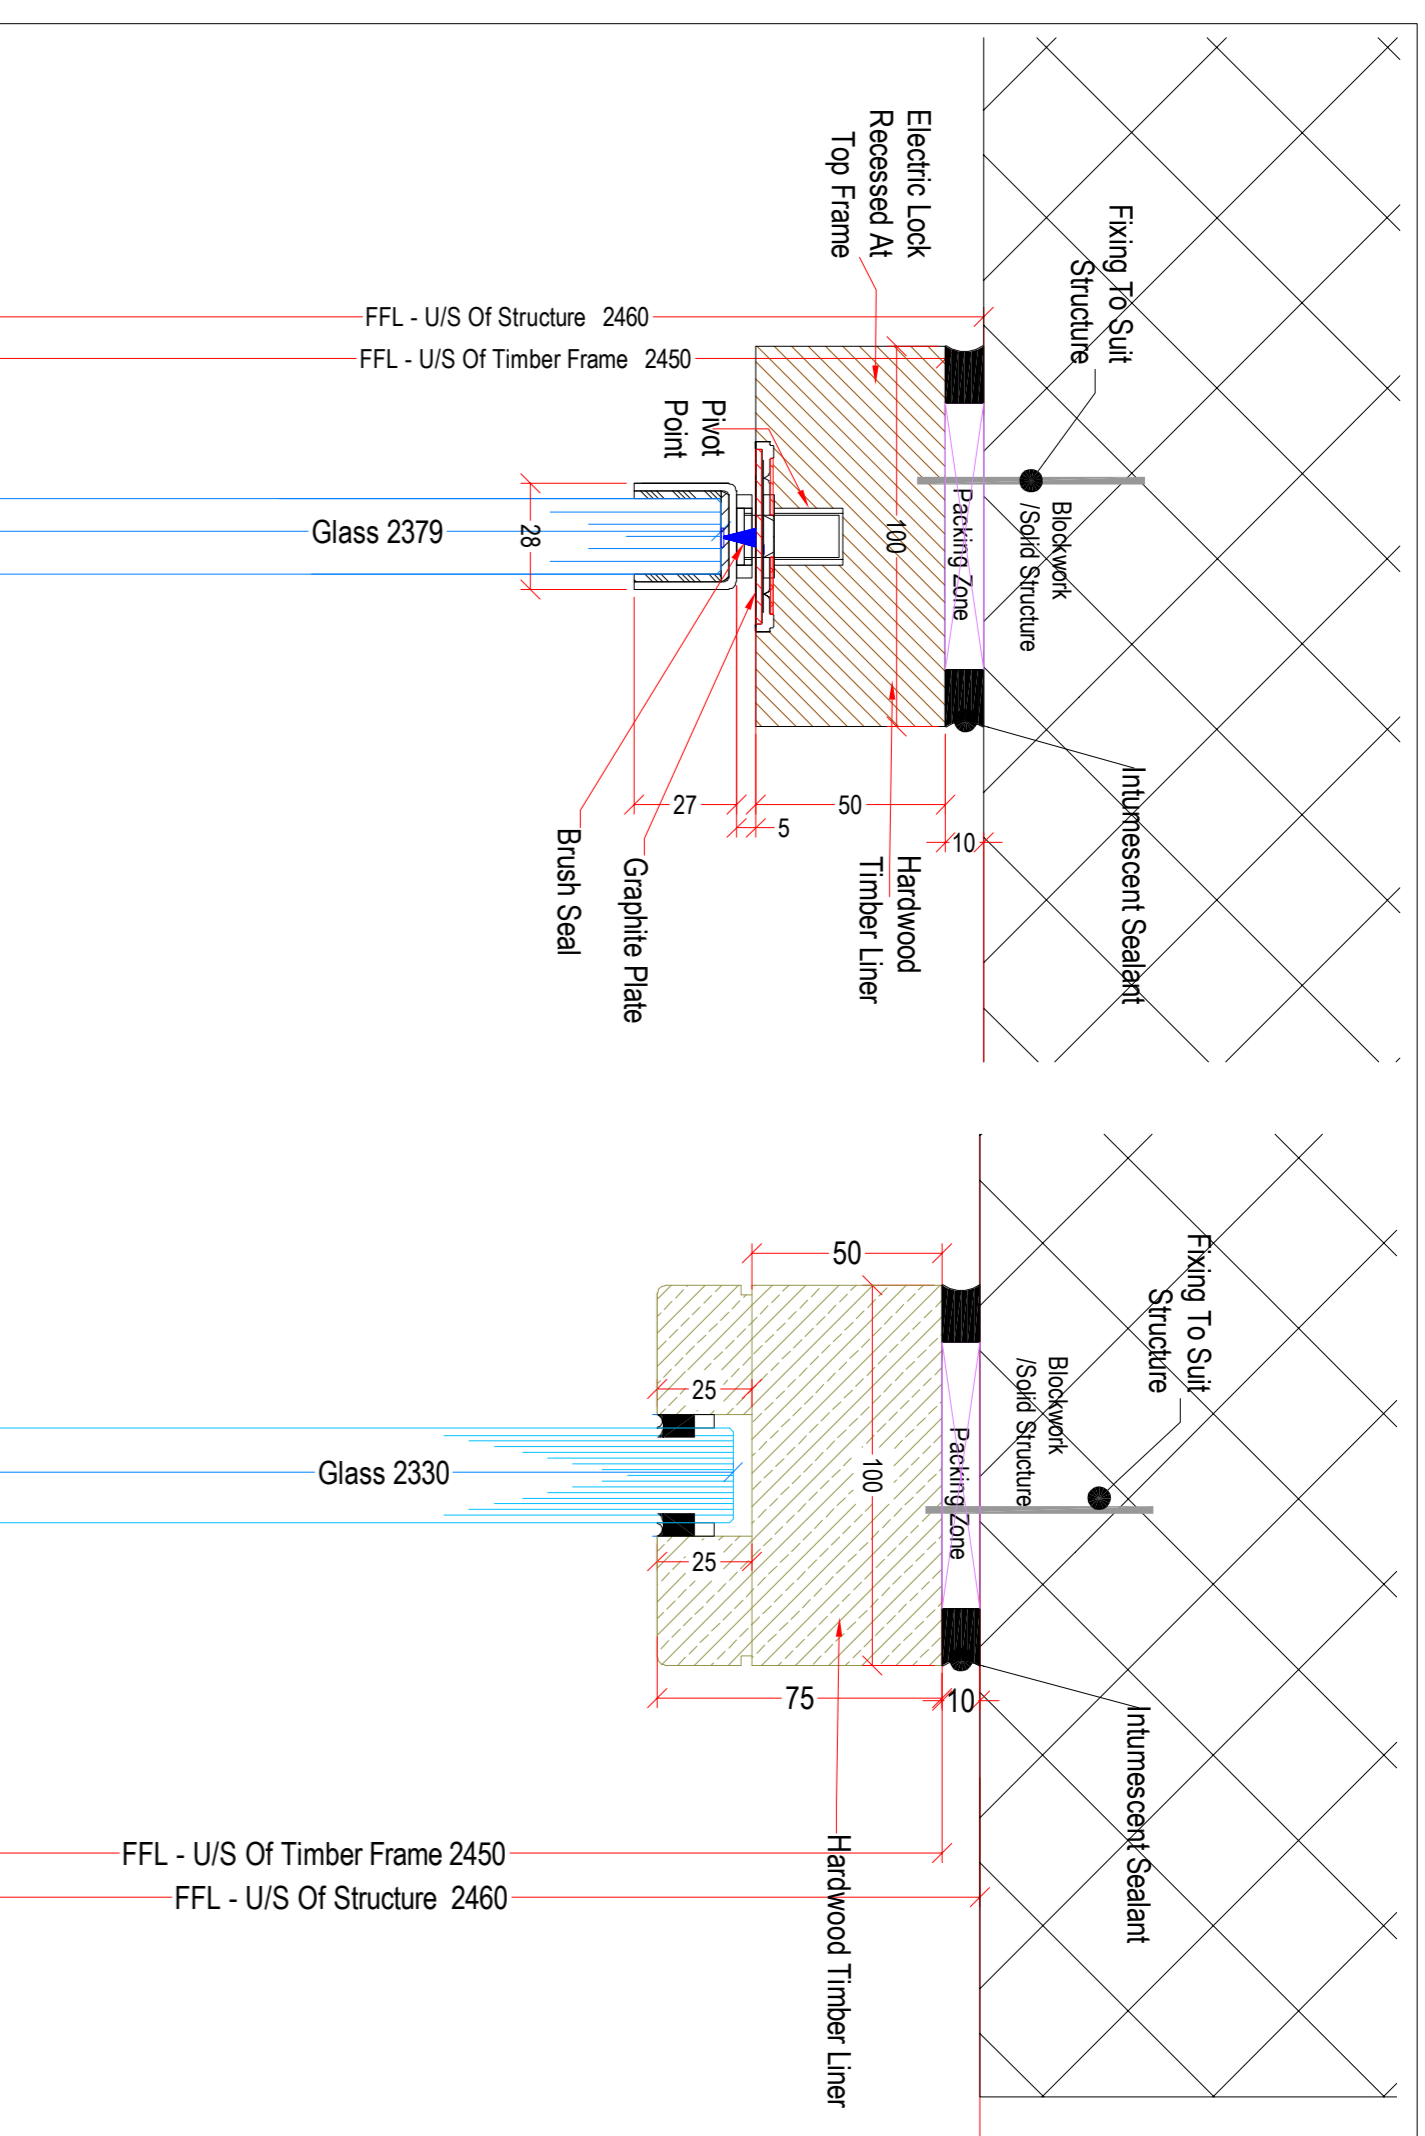 Electric Lock
Recessed At
Top Frame
Fixing To Suit
Structure
FFL - U/S Of Structure 2460
FFL - U/S Of Timber Frame 2450
Pivot
Point
Blockwork
/Solid Structure
Packing Zone
100
28
Glass 2379
27
50
5
10
Intumescent Sealant
Hardwood
Timber Liner
Graphite Plate
Brush Seal
Fixing To Suit
Structure
Blockwork
/Solid Structure
Packing Zone
50
25
100
Glass 2330
25
75
10
Intumescent Sealant
Hardwood Timber Liner
FFL - U/S Of Timber Frame 2450
FFL - U/S Of Structure 2460